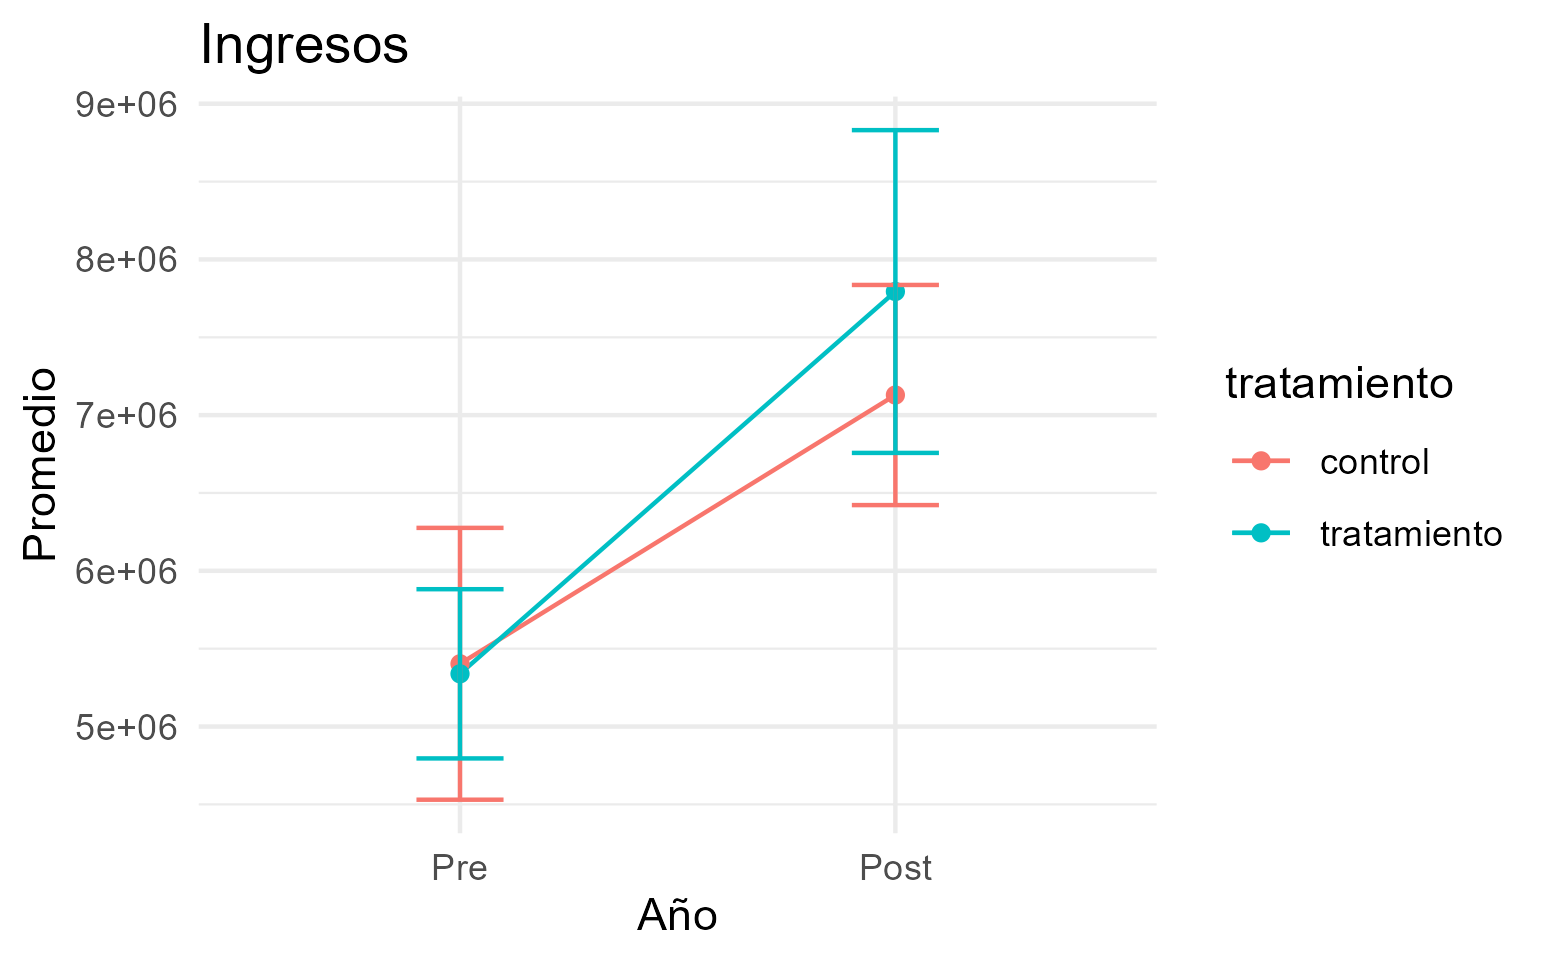 Ingresos
9e+06
8e+06
7e+06
6e+06
5e+06
Promedio
Pre
Post
Año
tratamiento
control
tratamiento